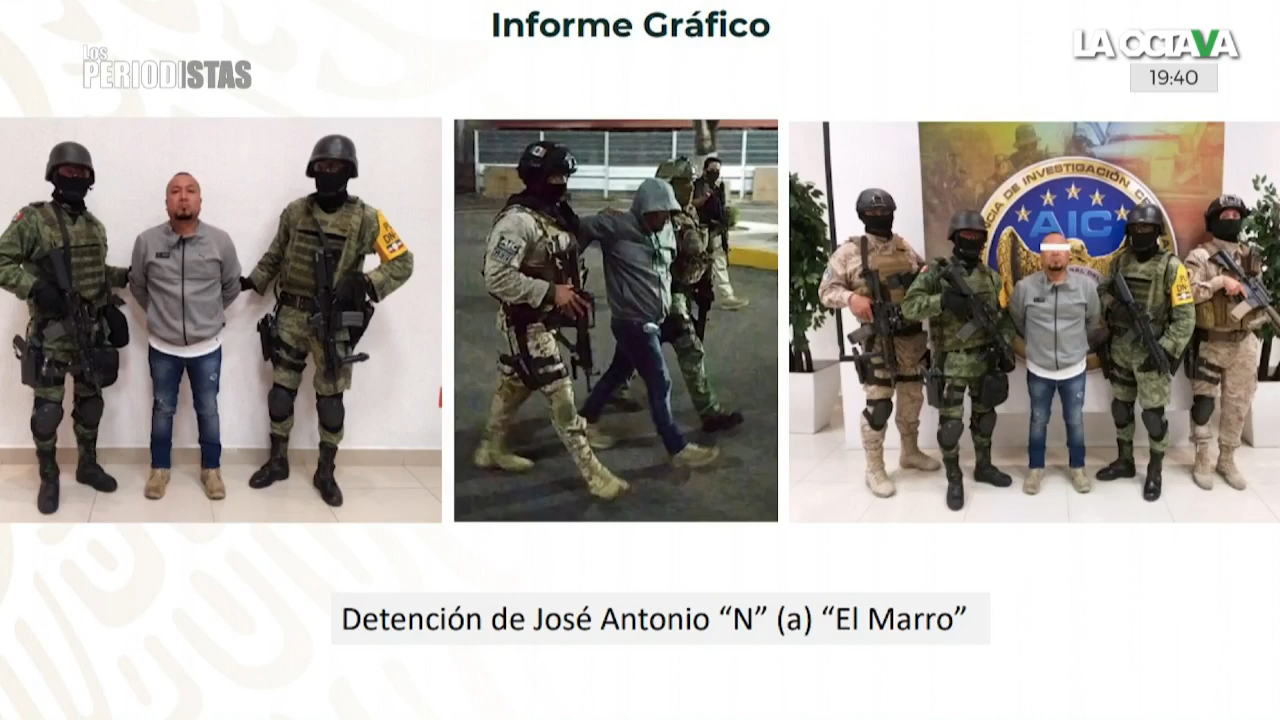 Informe Gráfico
Los
PERIODISTAS
LA OCTAVA
19:40
AIC
Detención de José Antonio “N” (a) “El Marro”